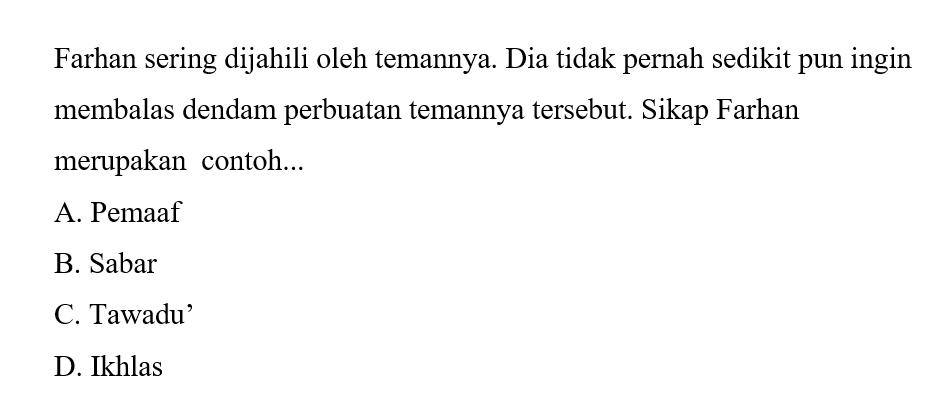 Farhan sering dijahili oleh temannya. Dia tidak pernah sedikit pun ingin
membalas dendam perbuatan temannya tersebut. Sikap Farhan
merupakan  contoh...
A. Pemaaf
B. Sabar
C. Tawadu’
D. Ikhlas